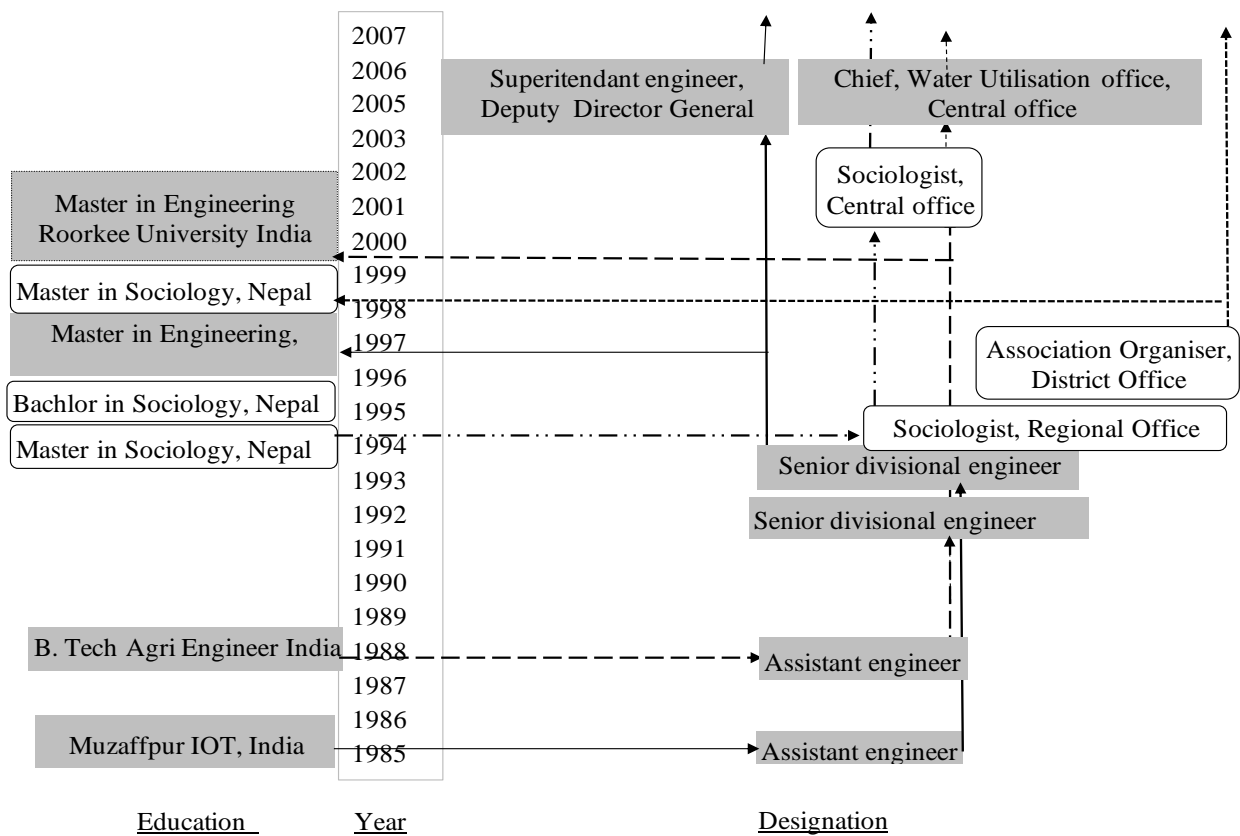 2007
2006
2005
2003
2002
2001
2000
1999
1998
1997
1996
1995
1994
1993
1992
1991
1990
1989
1988
1987
1986
1985
Master in Engineering
Roorkee University India
Master in Sociology, Nepal
Master in Engineering,
Bachlor in Sociology, Nepal
Master in Sociology, Nepal
B. Tech Agri Engineer India
Muzaffpur IOT, India
Superitendant engineer,
Deputy Director General
Chief, Water Utilisation office,
Central office
Sociologist,
Central office
Association Organiser,
District Office
Sociologist, Regional Office
Senior divisional engineer
Senior divisional engineer
Assistant engineer
Assistant engineer
Education
Year
Designation